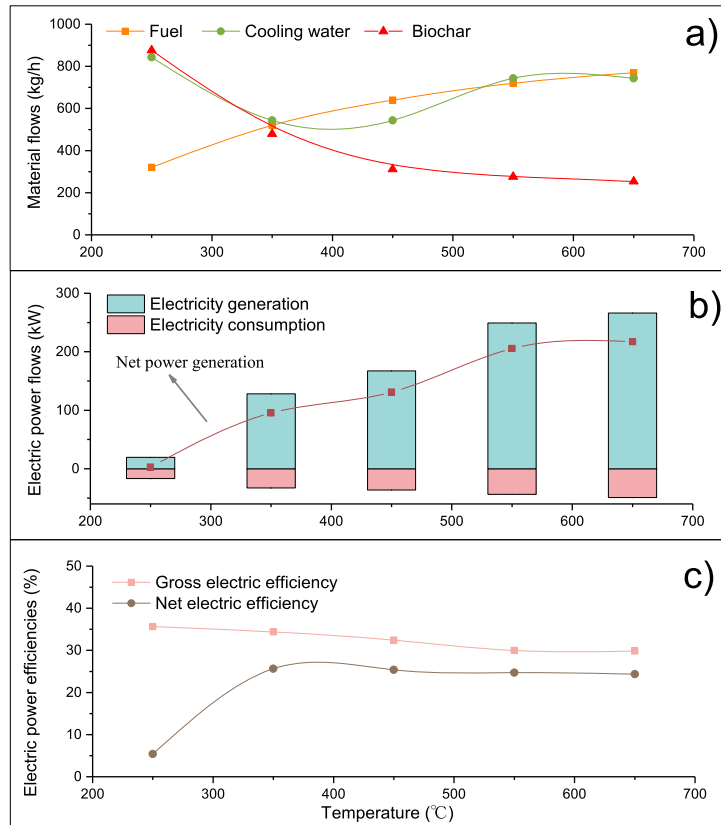 Fuel Cooling water Biochar
a)
Material flows (kg/h)
1000
800
600
400
200
0
200 300 400 500 600 700
Electricity generation
Electricity consumption
b)
Net power generation
Electric power flows (kW)
300
200
100
0
200 300 400 500 600 700
Gross electric efficiency
Net electric efficiency
c)
Electric power efficiencies (%)
50
40
30
20
10
0
200 300 400 500 600 700
Temperature (℃)